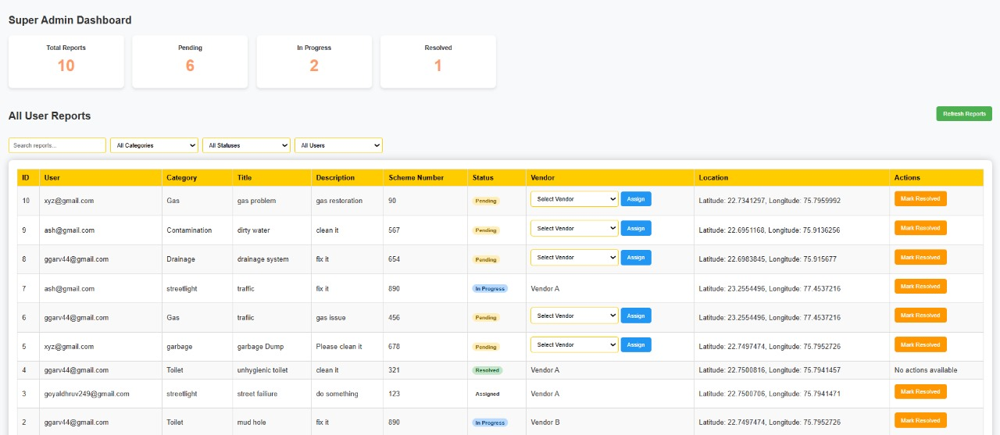 Super Admin Dashboard
Total Reports Pending In Progress Resolved
10 6 2 1
All User Reports
Refresh Reports
Search reports... All Categories All Statuses All Users
ID User Category Title Description Scheme Number Status Vendor Location Actions
10 xyz@gmail.com Gas gas problem gas restoration 90 Pending Select Vendor Assign Latitude: 22.7341297, Longitude: 75.7959992 Mark Resolved
9 ash@gmail.com Contamination dirty water clean it 567 Pending Select Vendor Assign Latitude: 22.6951168, Longitude: 75.9136256 Mark Resolved
8 ggarv44@gmail.com Drainage drainage system fix it 654 Pending Select Vendor Assign Latitude: 22.6983845, Longitude: 75.915677 Mark Resolved
7 ash@gmail.com streetlight traffic fix it 890 In Progress Vendor A Latitude: 23.2554496, Longitude: 77.4537216 Mark Resolved
6 ggarv44@gmail.com Gas trafiic gas issue 456 Pending Select Vendor Assign Latitude: 23.2554496, Longitude: 77.4537216 Mark Resolved
5 xyz@gmail.com garbage garbage Dump Please clean it 678 Pending Select Vendor Assign Latitude: 22.7497474, Longitude: 75.7952726 Mark Resolved
4 ggarv44@gmail.com Toilet unhygienic toilet clean it 321 Resolved Vendor A Latitude: 22.7500816, Longitude: 75.7941457 No actions available
3 goyaldhruv249@gmail.com streetlight street failiure do something 123 Assigned Vendor A Latitude: 22.7500706, Longitude: 75.7941471 Mark Resolved
2 ggarv44@gmail.com Toilet mud hole fix it 890 In Progress Vendor B Latitude: 22.7497474, Longitude: 75.7952726 Mark Resolved